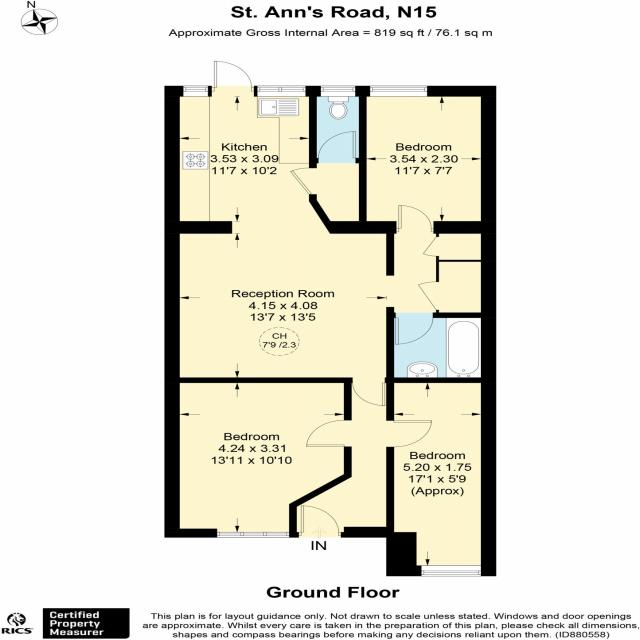 St. Ann's Road, N15
N
Approximate Gross Internal Area = 819 sq ft / 76.1 sq m
Kitchen
3.53 x 3.09
11'7 x 10'2
Bedroom
3.54 x 2.30
11'7 x 7'7
Reception Room
4.15 x 4.08
13'7 x 13'5
CH
7'9 /2.3
Bedroom
4.24 x 3.31
13'11 x 10'10
Bedroom
5.20 x 1.75
17'1 x 5'9
(Approx)
IN
Ground Floor
RICS
Certified
Property
Measurer
This plan is for layout guidance only. Not drawn to scale unless stated. Windows and door openings
are approximate. Whilst every care is taken in the preparation of this plan, please check all dimensions,
shapes and compass bearings before making any decisions reliant upon them. (ID880558)